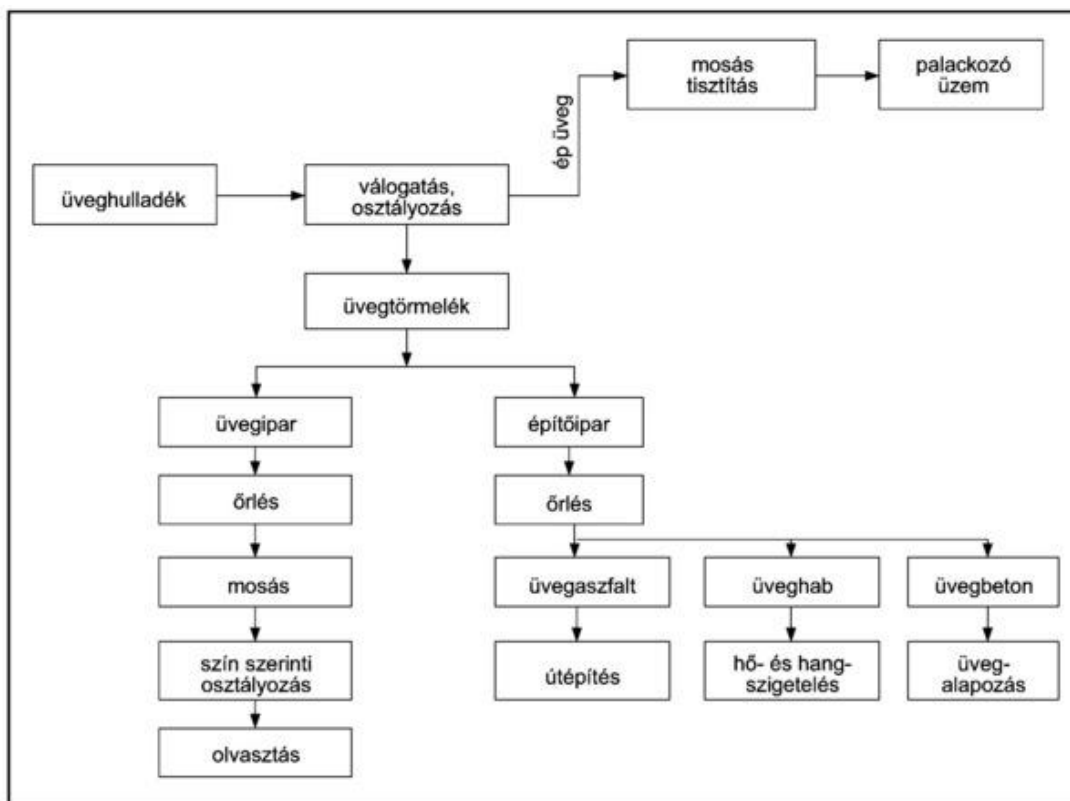 mosás
tisztítás
palackozó
üzem
ép üveg
üveghulladék
válogatás,
osztályozás
üvegtörmelék
üvegipar
építőipar
őrlés
őrlés
mosás
üvegaszfalt
üveghab
üvegbeton
szín szerinti
osztályozás
útépítés
hő- és hang-
szigetelés
üveg-
alapozás
olvasztás